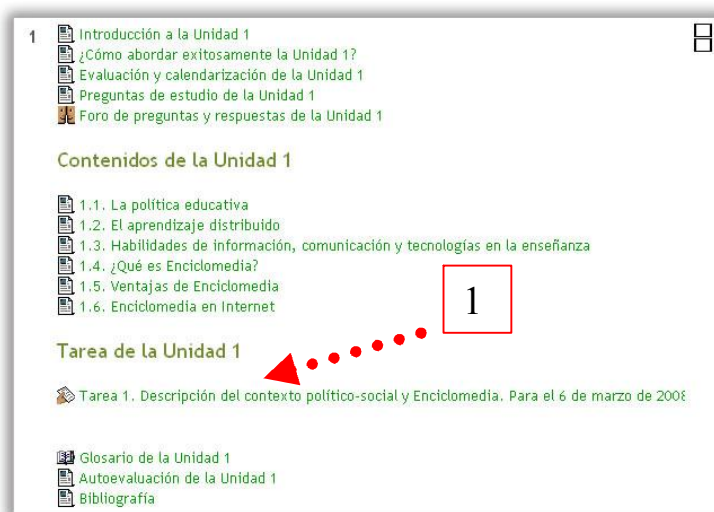 1 Introducción a la Unidad 1
¿Cómo abordar exitosamente la Unidad 1?
Evaluación y calendarización de la Unidad 1
Preguntas de estudio de la Unidad 1
Foro de preguntas y respuestas de la Unidad 1
Contenidos de la Unidad 1
1.1. La política educativa
1.2. El aprendizaje distribuido
1.3. Habilidades de información, comunicación y tecnologías en la enseñanza
1.4. ¿Qué es Enciclomedia?
1.5. Ventajas de Enciclomedia
1.6. Enciclomedia en Internet
1
Tarea de la Unidad 1
Tarea 1. Descripción del contexto político-social y Enciclomedia. Para el 6 de marzo de 2008
Glosario de la Unidad 1
Autoevaluación de la Unidad 1
Bibliografía